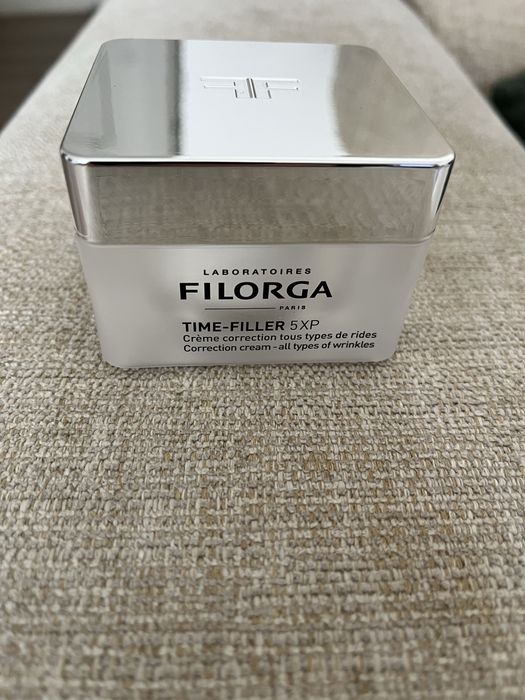 LABORATOIRES
FILORGA
PARIS
TIME-FILLER 5XP
Crème correction tous types de rides
Correction cream - all types of wrinkles